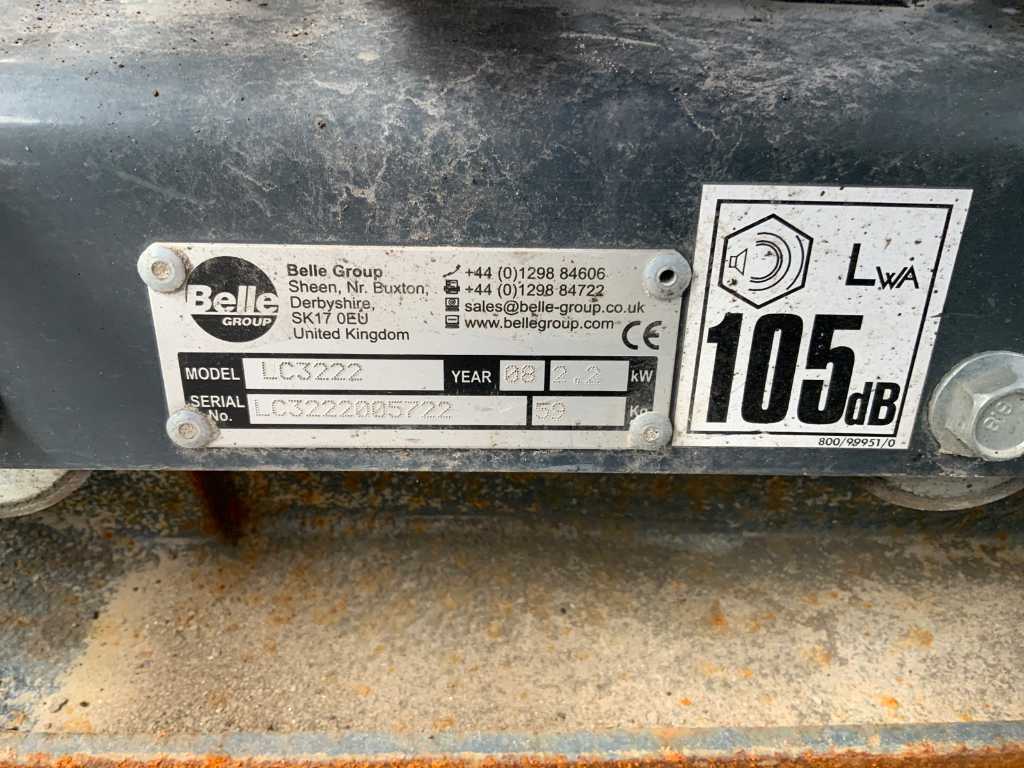 Belle
GROUP
Belle Group
Sheen, Nr. Buxton,
Derbyshire,
SK17 0EU
United Kingdom
+44 (0)1298 84606
+44 (0)1298 84722
sales@belle-group.co.uk
www.bellegroup.com
CE
MODEL LC3222 YEAR 08 2.2 kW
SERIAL No. LC3222005722 59 Kg
LWA
105dB
800/99951/0